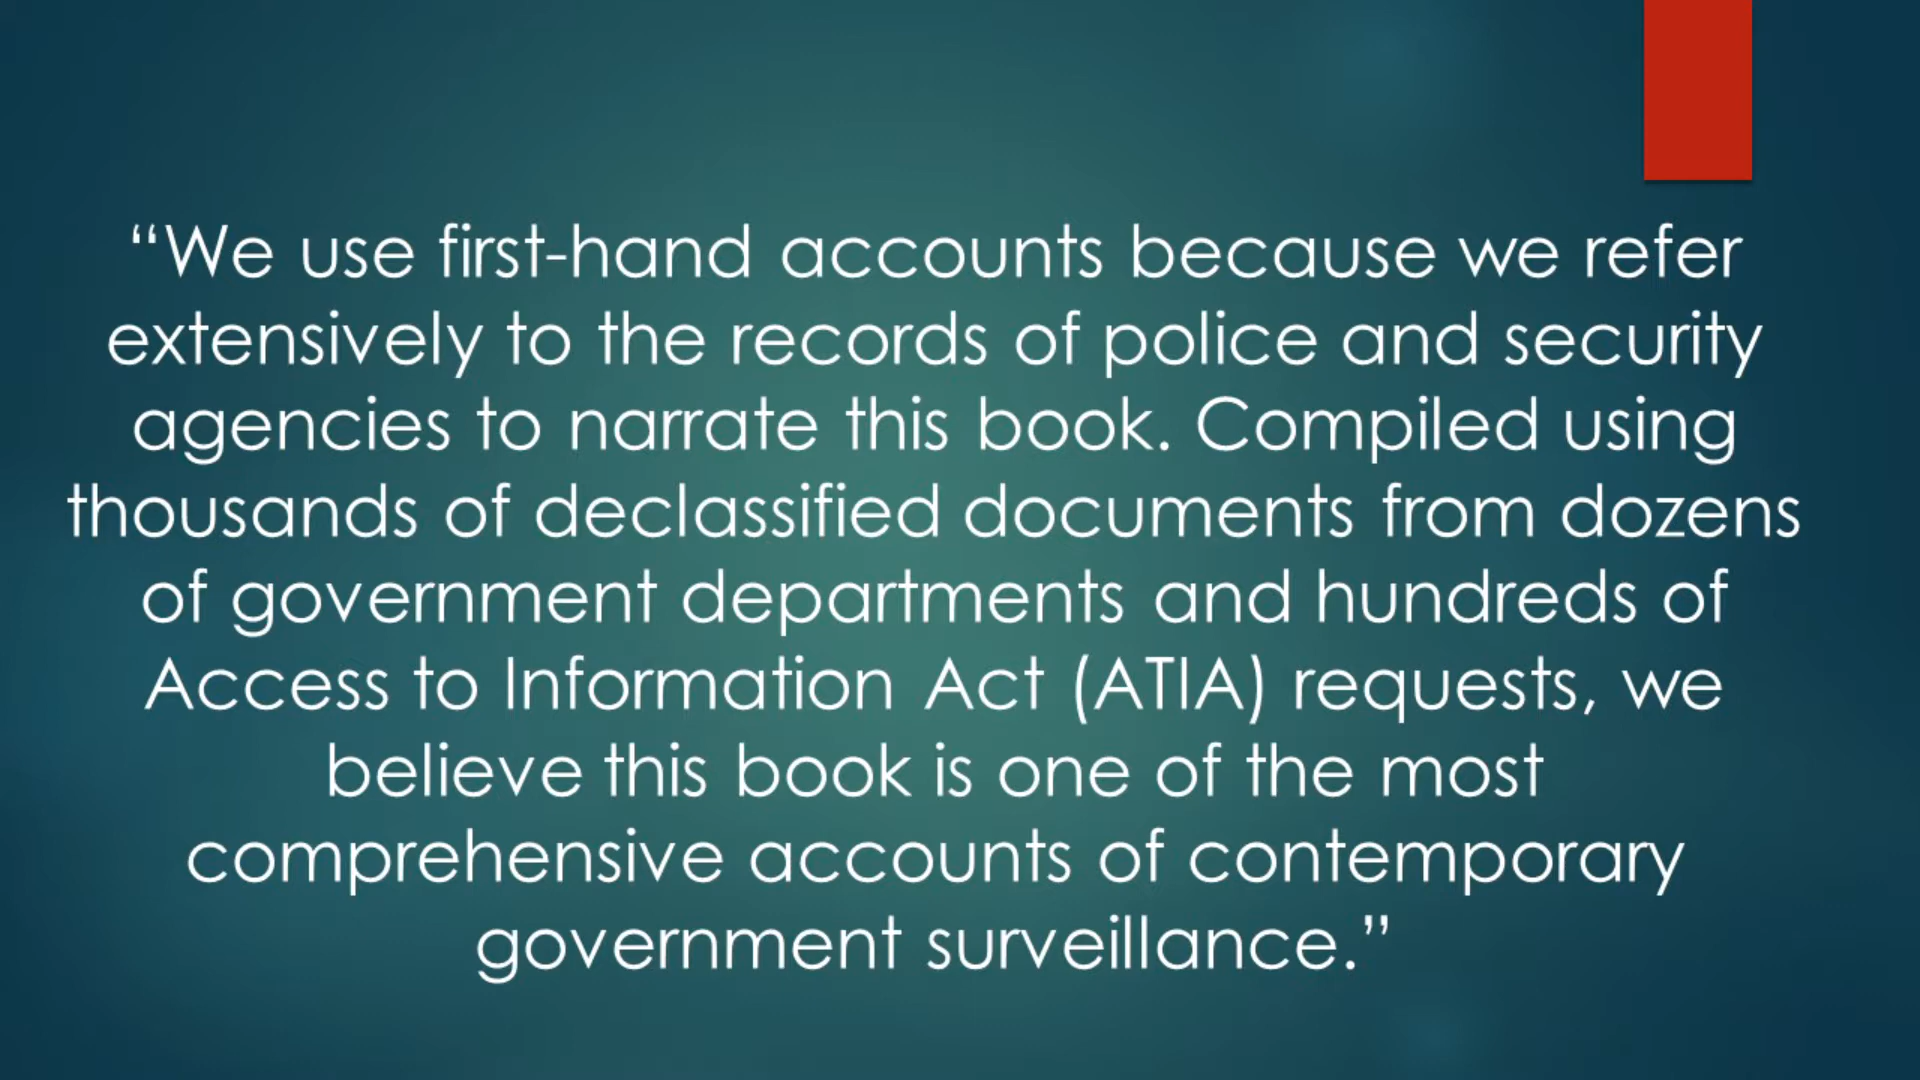 “We use first-hand accounts because we refer
extensively to the records of police and security
agencies to narrate this book. Compiled using
thousands of declassified documents from dozens
of government departments and hundreds of
Access to Information Act (ATIA) requests, we
believe this book is one of the most
comprehensive accounts of contemporary
government surveillance.”